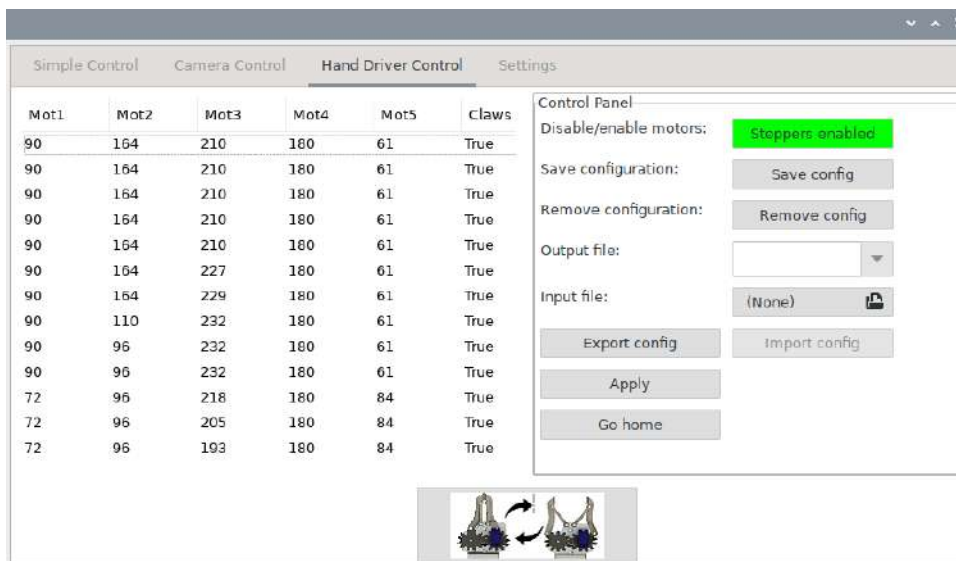 Simple Control Camera Control Hand Driver Control Settings
Mot1 Mot2 Mot3 Mot4 Mot5 Claws
90 164 210 180 61 True
90 164 210 180 61 True
90 164 210 180 61 True
90 164 210 180 61 True
90 164 210 180 61 True
90 164 227 180 61 True
90 164 229 180 61 True
90 110 232 180 61 True
90 96 232 180 61 True
90 96 232 180 61 True
72 96 218 180 84 True
72 96 205 180 84 True
72 96 193 180 84 True
Control Panel
Disable/enable motors: Steppers enabled
Save configuration: Save config
Remove configuration: Remove config
Output file:
Input file: (None)
Export config Import config
Apply
Go home